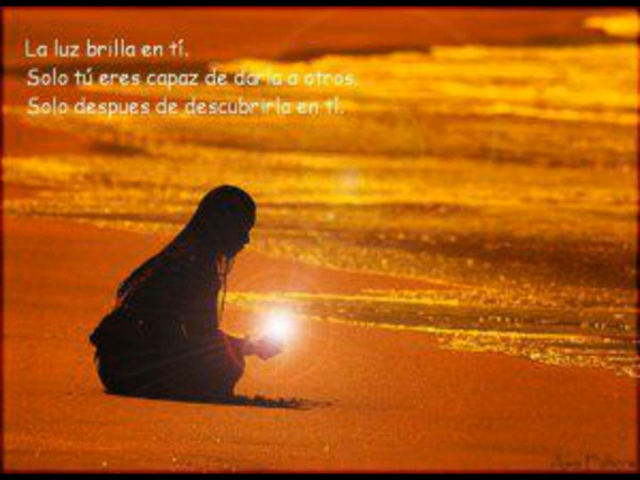 La luz brilla en tí.
Solo tú eres capaz de darla a otros.
Solo despues de descubrirla en tí.